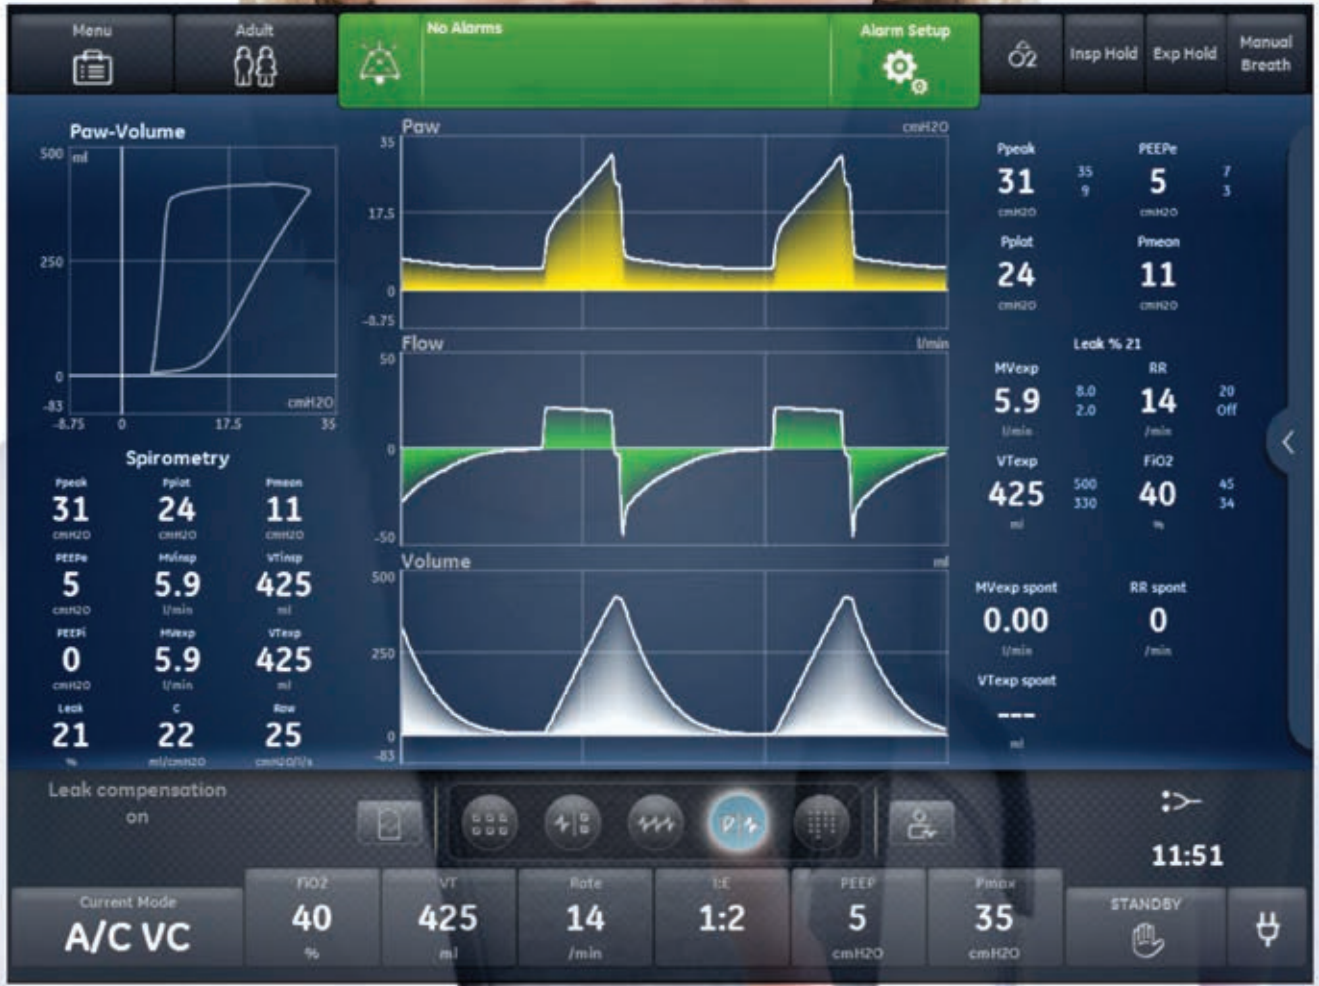 Menu
Adult
No Alarms
Alarm Setup
O2
Insp Hold
Exp Hold
Manual
Breath
Paw-Volume
500
ml
250
0
-83
cmH2O
-8.75
0
17.5
35
Spirometry
Ppeak
Pplat
Pmean
31
24
11
cmH2O
cmH2O
cmH2O
PEEPe
MVinsp
VTinsp
5
5.9
425
cmH2O
l/min
ml
PEEPi
MVexp
VTexp
0
5.9
425
cmH2O
l/min
ml
Leak
C
Raw
21
22
25
%
ml/cmH2O
cmH2O/l/s
Paw
cmH2O
35
17.5
0
-8.75
Flow
l/min
50
0
-50
Volume
ml
500
250
0
-83
Ppeak
PEEPe
31
35
9
5
7
3
cmH2O
cmH2O
Pplat
Pmean
24
11
cmH2O
cmH2O
Leak % 21
MVexp
RR
5.9
8.0
2.0
14
20
Off
l/min
/min
VTexp
FiO2
425
500
330
40
45
34
ml
%
MVexp spont
RR spont
0.00
0
l/min
/min
VTexp spont
---
ml
Leak compensation
on
11:51
Current Mode
A/C VC
FiO2
40
%
VT
425
ml
Rate
14
/min
I:E
1:2
PEEP
5
cmH2O
Pmax
35
cmH2O
STANDBY